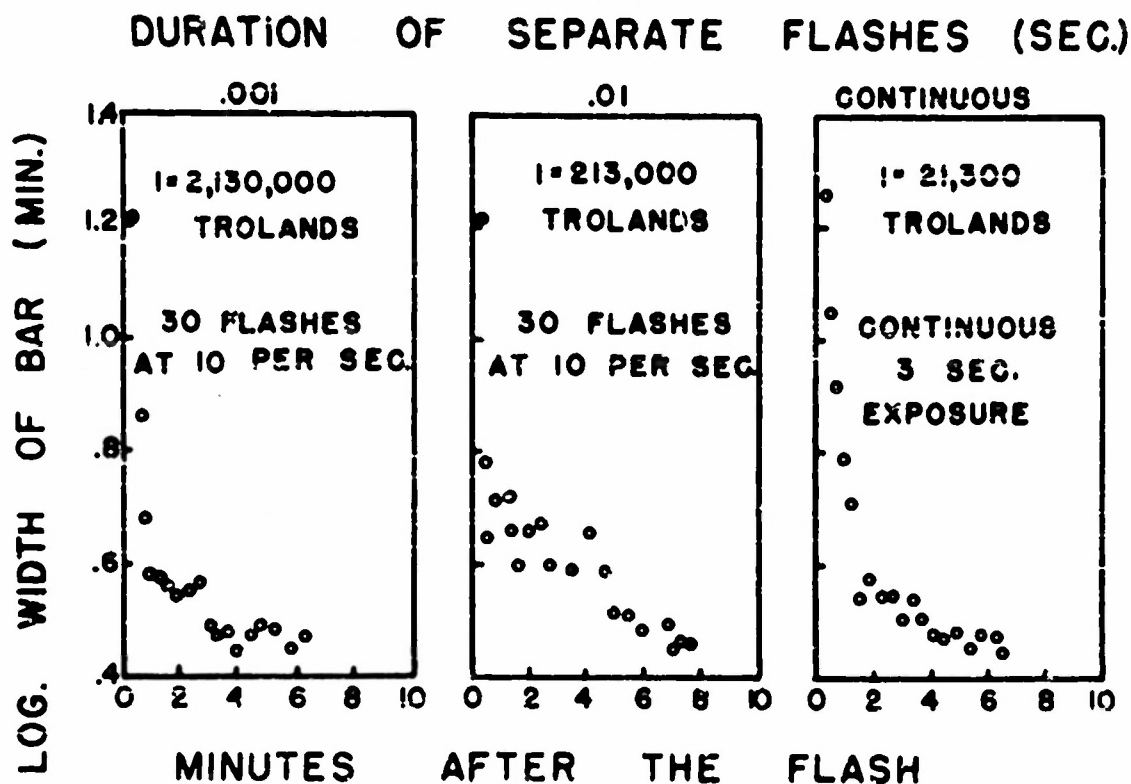 DURATION OF SEPARATE FLASHES (SEC.)
.001
.01
CONTINUOUS
LOG. WIDTH OF BAR (MIN.)
1.4
1.2
1.0
.8
.6
.4
I=2,130,000
TROLANDS
30 FLASHES
AT 10 PER SEC.
I=213,000
TROLANDS
30 FLASHES
AT 10 PER SEC
I=21,300
TROLANDS
CONTINUOUS
3 SEC.
EXPOSURE
0 2 4 6 8 10
0 2 4 6 8 10
0 2 4 6 8 10
MINUTES AFTER THE FLASH